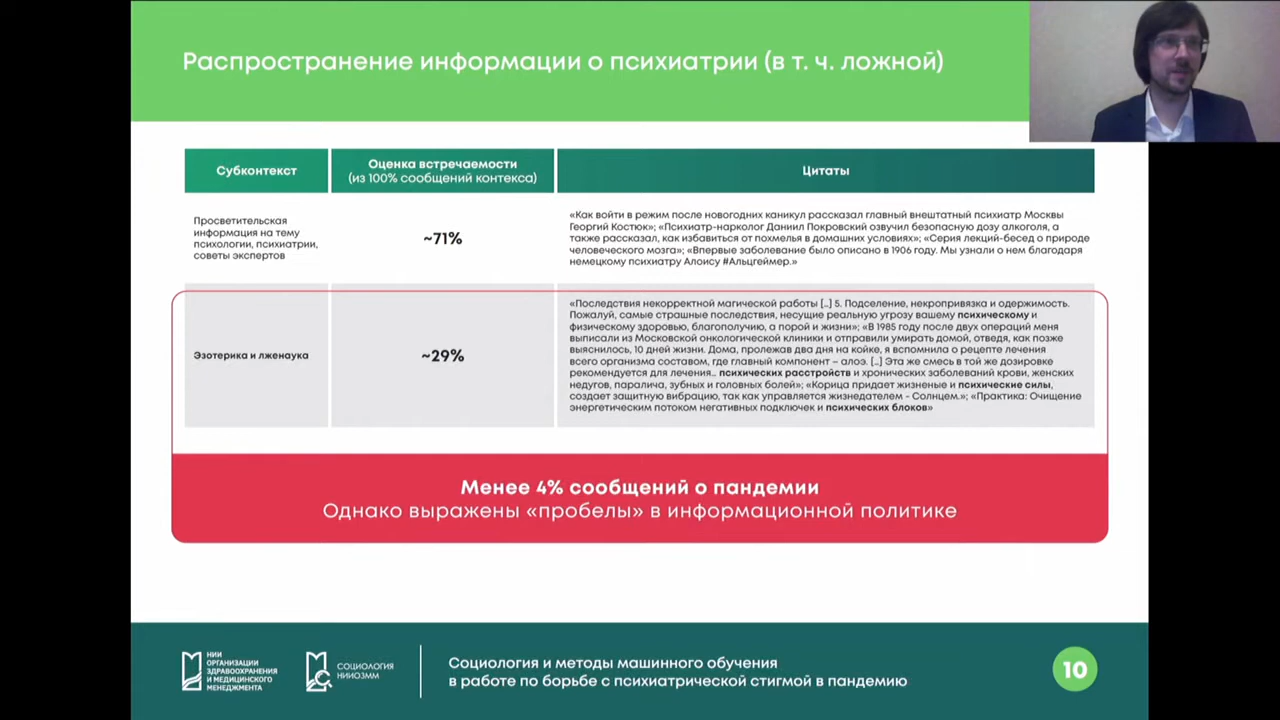 Распространение информации о психиатрии (в т. ч. ложной)
Субконтекст
Оценка встречаемости
(из 100% сообщений контекста)
Цитаты
Просветительская
информация на тему
психологии, психиатрии,
советы экспертов
~71%
«Как войти в режим после новогодних каникул рассказал главный внештатный психиатр Москвы
Георгий Костюк»; «Психиатр-нарколог Даниил Покровский озвучил безопасную дозу алкоголя, а
также рассказал, как избавиться от похмелья в домашних условиях»; «Серия лекций-бесед о природе
человеческого мозга»; «Впервые заболевание было описано в 1906 году. Мы узнали о нем благодаря
немецкому психиатру Алоису #Альцгеймер.»
Эзотерика и лженаука
~29%
«Последствия некорректной магической работы [..] 5. Подселение, некропривязка и одержимость.
Пожалуй, самые страшные последствия, несущие реальную угрозу вашему психическому и
физическому здоровью, благополучию, а порой и жизни»; «В 1985 году после двух операций меня
выписали из Московской онкологической клиники и отправили умирать домой, отведя, как позже
выяснилось, 10 дней жизни. Дома, пролежав два дня на койке, я вспомнила о рецепте лечения
всего организма составом, где главный компонент – алоэ. [..] Эта же смесь в той же дозировке
рекомендуется для лечения.. психических расстройств и хронических заболеваний крови, женских
недугов, паралича, зубных и головных болей»; «Корица придает жизненые и психические силы,
создает защитную вибрацию, так как управляется жизнедателем - Солнцем.»; «Практика: Очищение
энергетическим потоком негативных подключек и психических блоков»
Менее 4% сообщений о пандемии
Однако выражены «пробелы» в информационной политике
НИИ
ОРГАНИЗАЦИИ
ЗДРАВООХРАНЕНИЯ
И МЕДИЦИНСКОГО
МЕНЕДЖМЕНТА
СОЦИОЛОГИЯ
НИИОЗММ
Социология и методы машинного обучения
в работе по борьбе с психиатрической стигмой в пандемию
10